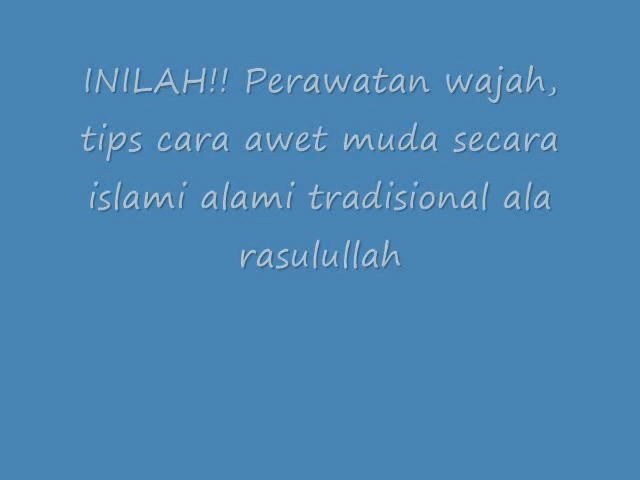 INILAH!! Perawatan wajah,
tips cara awet muda secara
islami alami tradisional ala
rasulullah